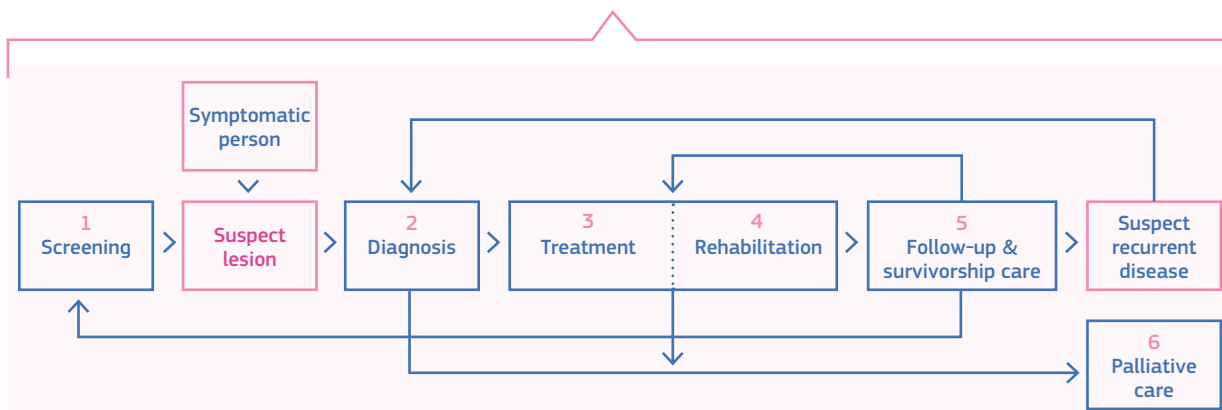 Symptomatic
person
1
Screening
Suspect
lesion
2
Diagnosis
3
Treatment
4
Rehabilitation
5
Follow-up &
survivorship care
Suspect
recurrent
disease
6
Palliative
care